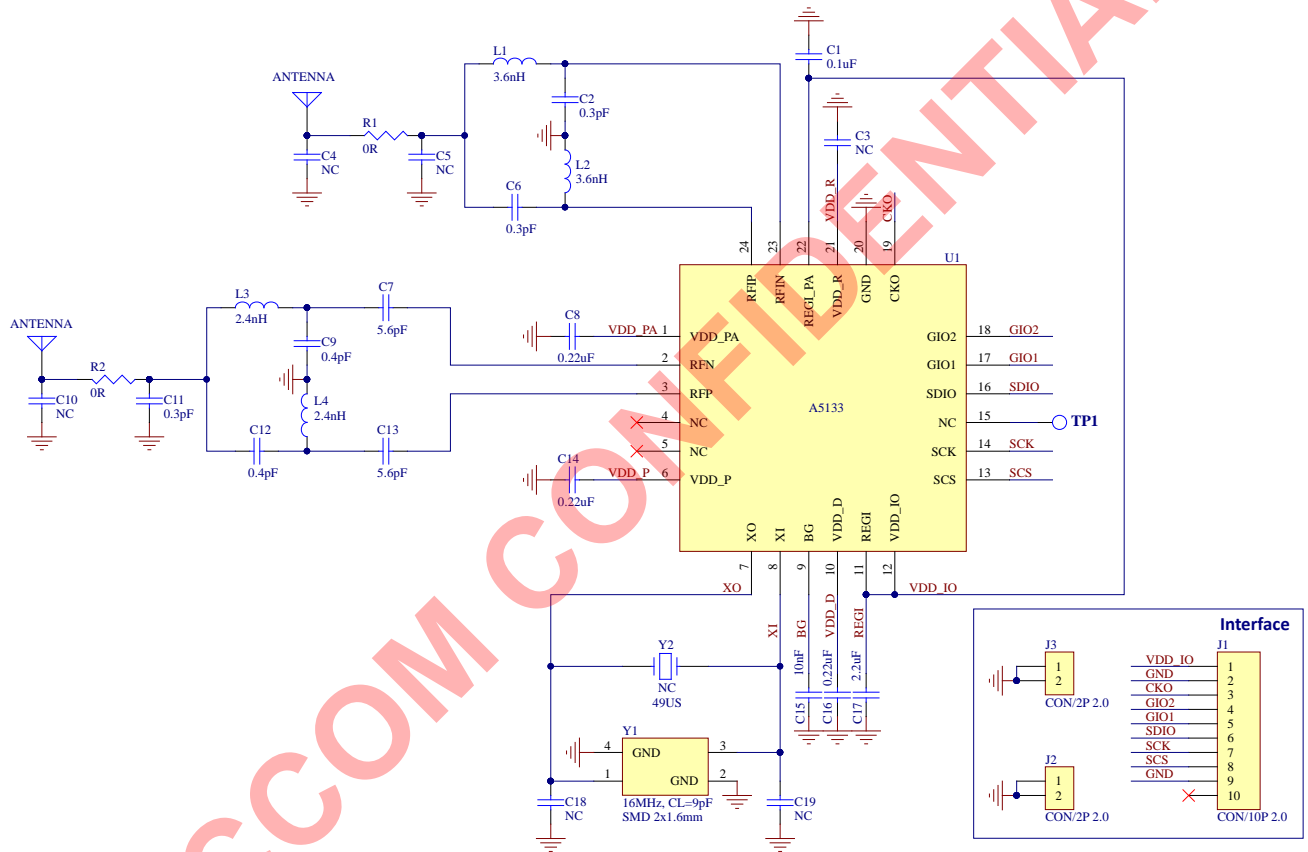 C1
0.1uF
L1
3.6nH
ANTENNA
C2
0.3pF
R1
0R
C3
NC
C4
NC
C5
NC
L2
3.6nH
VDD_R
CKO
C6
0.3pF
24
23
22
21
20
19
U1
RFIP
RFIN
REGI_PA
VDD_R
GND
CKO
L3
2.4nH
C7
5.6pF
ANTENNA
C8
0.22uF
VDD_PA 1
VDD_PA
GIO2
18 GIO2
C9
0.4pF
2
RFN
GIO1
17 GIO1
R2
0R
3
RFP
SDIO
16 SDIO
C10
NC
C11
0.3pF
L4
2.4nH
A5133
4
NC
NC
15
TP1
C12
0.4pF
C13
5.6pF
5
NC
SCK
14 SCK
C14
0.22uF
VDD_P 6
VDD_P
SCS
13 SCS
XO
XI
BG
VDD_D
REGI
VDD_IO
7
8
9
10
11
12
XO
VDD_IO
XI
BG
VDD_D
REGI
Y2
NC
49US
C15 10nF
C16 0.22uF
C17 2.2uF
Y1
4
GND
3
1
GND
2
16MHz, CL=9pF
SMD 2x1.6mm
C18
NC
C19
NC
Interface
J3
1
2
CON/2P 2.0
J2
1
2
CON/2P 2.0
J1
VDD_IO 1
GND 2
CKO 3
GIO2 4
GIO1 5
SDIO 6
SCK 7
SCS 8
GND 9
10
CON/10P 2.0
CCOM CONFIDENTIA